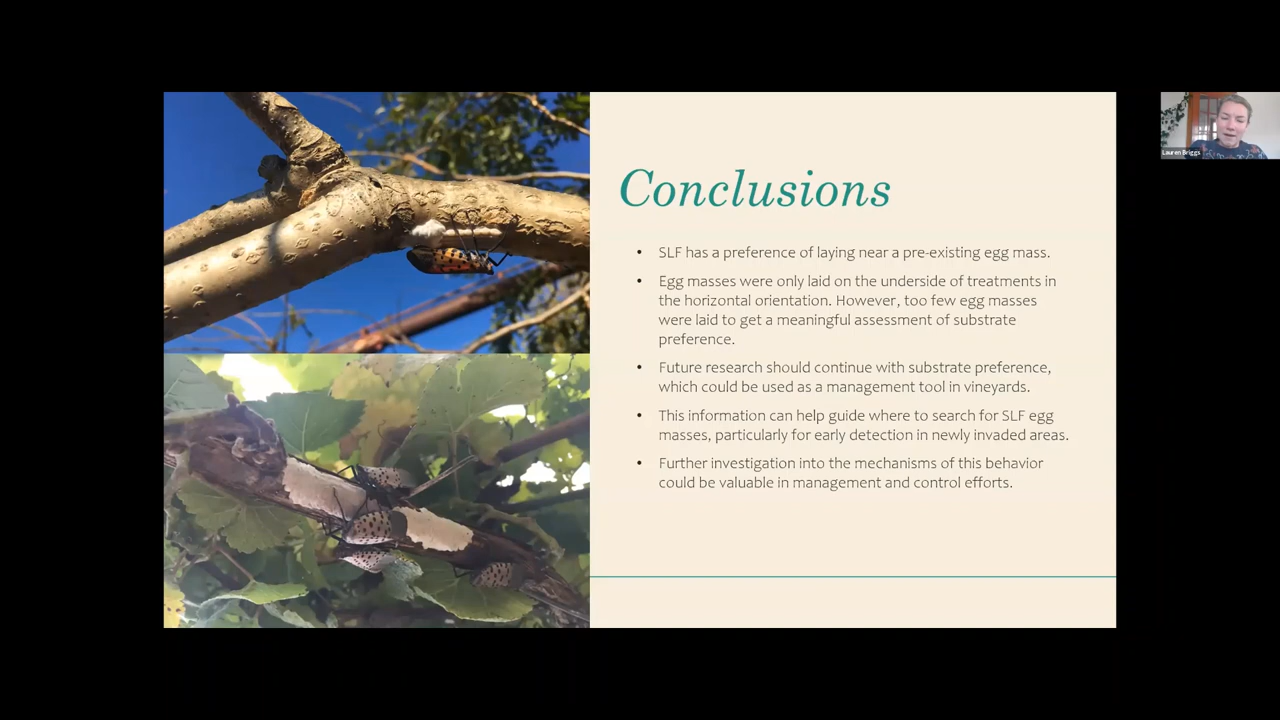 Lauren Briggs
Conclusions
• SLF has a preference of laying near a pre-existing egg mass.
• Egg masses were only laid on the underside of treatments in
the horizontal orientation. However, too few egg masses
were laid to get a meaningful assessment of substrate
preference.
• Future research should continue with substrate preference,
which could be used as a management tool in vineyards.
• This information can help guide where to search for SLF egg
masses, particularly for early detection in newly invaded areas.
• Further investigation into the mechanisms of this behavior
could be valuable in management and control efforts.